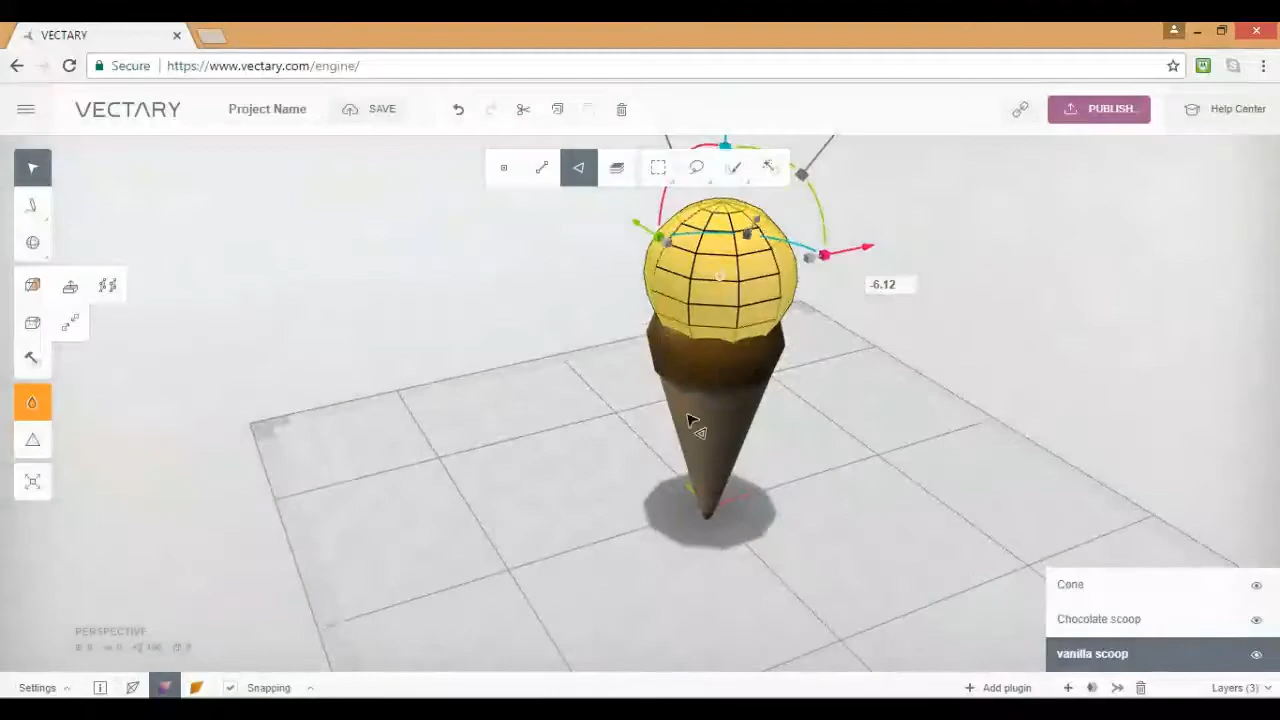 VECTARY
Secure https://www.vectary.com/engine/
VECTARY Project Name SAVE PUBLISH Help Center
-6.12
Cone
Chocolate scoop
vanilla scoop
PERSPECTIVE
Settings Snapping Add plugin Layers (3)